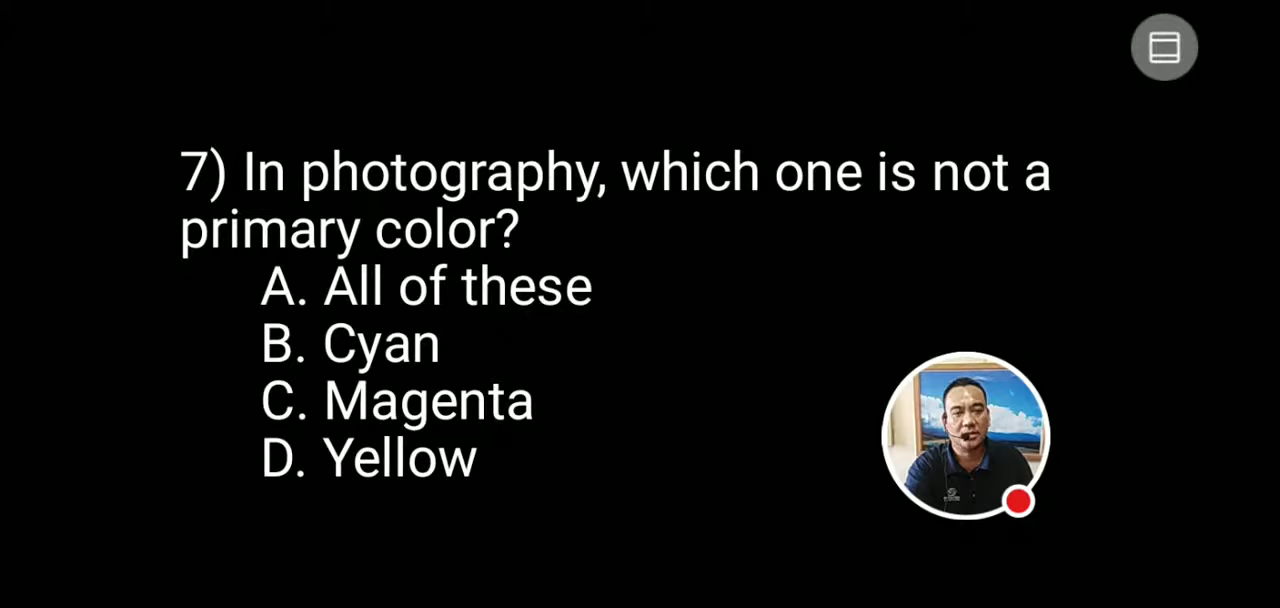 7) In photography, which one is not a
primary color?
A. All of these
B. Cyan
C. Magenta
D. Yellow